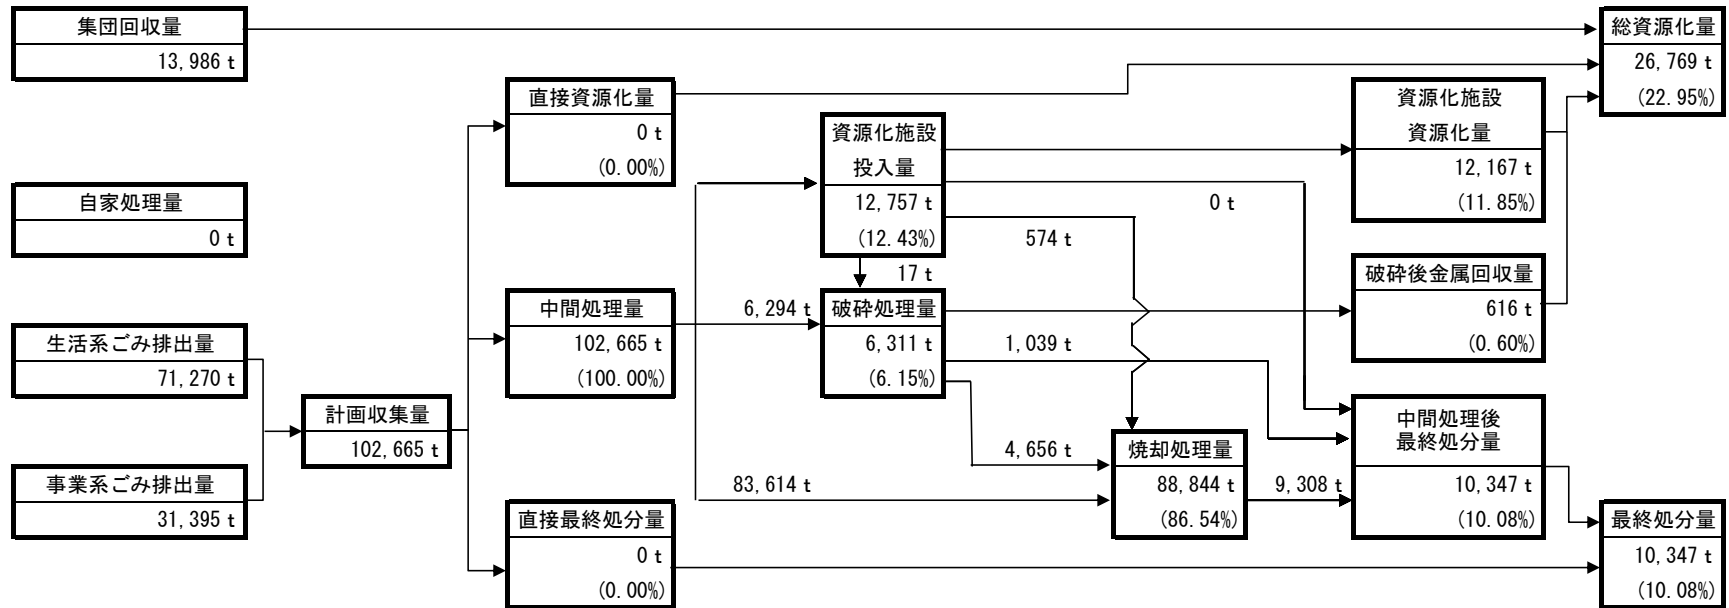 集団回収量
13,986 t
自家処理量
0 t
生活系ごみ排出量
71,270 t
事業系ごみ排出量
31,395 t
計画収集量
102,665 t
直接資源化量
0 t
(0.00%)
中間処理量
102,665 t
(100.00%)
直接最終処分量
0 t
(0.00%)
6,294 t
83,614 t
資源化施設
投入量
12,757 t
(12.43%)
17 t
破砕処理量
6,311 t
(6.15%)
0 t
574 t
1,039 t
4,656 t
焼却処理量
88,844 t
(86.54%)
9,308 t
資源化施設
資源化量
12,167 t
(11.85%)
破砕後金属回収量
616 t
(0.60%)
中間処理後
最終処分量
10,347 t
(10.08%)
総資源化量
26,769 t
(22.95%)
最終処分量
10,347 t
(10.08%)